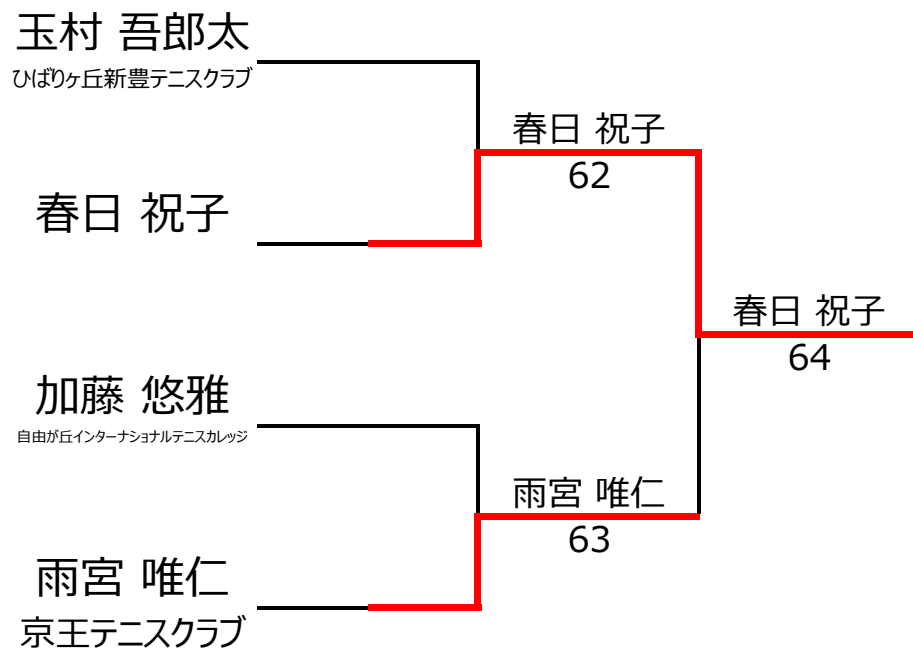 玉村 吾郎太
ひばりヶ丘新豊テニスクラブ
春日 祝子
62
春日 祝子
春日 祝子
64
加藤 悠雅
自由が丘インターナショナルテニスカレッジ
雨宮 唯仁
63
雨宮 唯仁
京王テニスクラブ